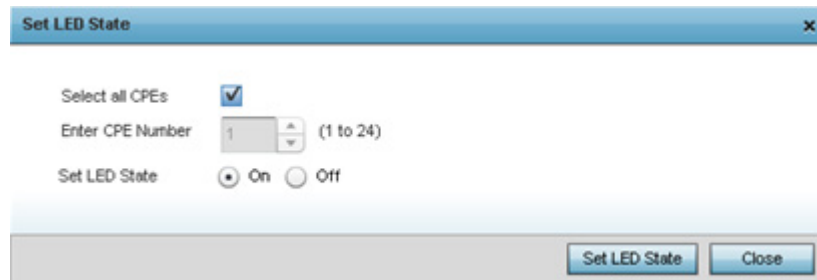 Set LED State x
Select all CPEs
Enter CPE Number 1 (1 to 24)
Set LED State On Off
Set LED State Close